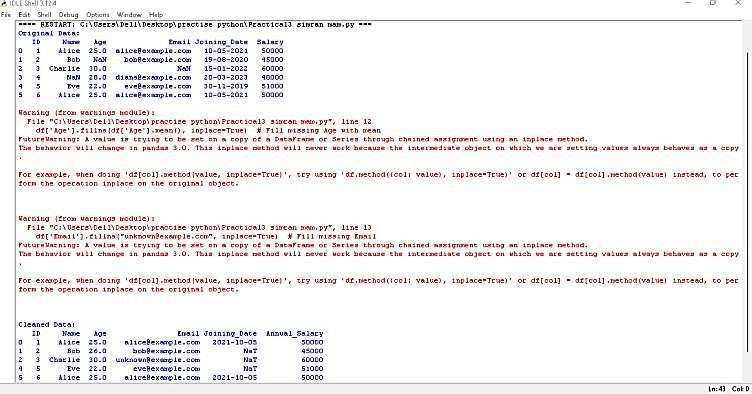 IDLE Shell 3.12.4
File Edit Shell Debug Options Window Help
==== RESTART: C:\Users\Dell\Desktop\practise python\Practical3 simran mam.py ===
Original Data:
ID Name Age Email Joining_Date Salary
0 1 Alice 25.0 alice@example.com 10-05-2021 50000
1 2 Bob NaN bob@example.com 19-08-2020 45000
2 3 Charlie 30.0 NaN 15-01-2022 60000
3 4 NaN 28.0 diana@example.com 20-03-2023 48000
4 5 Eve 22.0 eve@example.com 30-11-2019 51000
5 6 Alice 25.0 alice@example.com 10-05-2021 50000
Warning (from warnings module):
File "C:\Users\Dell\Desktop\practise python\Practical3 simran mam.py", line 12
df['Age'].fillna(df['Age'].mean(), inplace=True) # Fill missing Age with mean
FutureWarning: A value is trying to be set on a copy of a DataFrame or Series through chained assignment using an inplace method.
The behavior will change in pandas 3.0. This inplace method will never work because the intermediate object on which we are setting values always behaves as a copy
.
For example, when doing 'df[col].method(value, inplace=True)', try using 'df.method({col: value}, inplace=True)' or df[col] = df[col].method(value) instead, to per
form the operation inplace on the original object.
Warning (from warnings module):
File "C:\Users\Dell\Desktop\practise python\Practical3 simran mam.py", line 13
df['Email'].fillna("unknown@example.com", inplace=True) # Fill missing Email
FutureWarning: A value is trying to be set on a copy of a DataFrame or Series through chained assignment using an inplace method.
The behavior will change in pandas 3.0. This inplace method will never work because the intermediate object on which we are setting values always behaves as a copy
.
For example, when doing 'df[col].method(value, inplace=True)', try using 'df.method({col: value}, inplace=True)' or df[col] = df[col].method(value) instead, to per
form the operation inplace on the original object.
Cleaned Data:
ID Name Age Email Joining_Date Annual_Salary
0 1 Alice 25.0 alice@example.com 2021-10-05 50000
1 2 Bob 26.0 bob@example.com NaT 45000
2 3 Charlie 30.0 unknown@example.com NaT 60000
4 5 Eve 22.0 eve@example.com NaT 51000
5 6 Alice 25.0 alice@example.com 2021-10-05 50000
Ln: 43 Col: 0